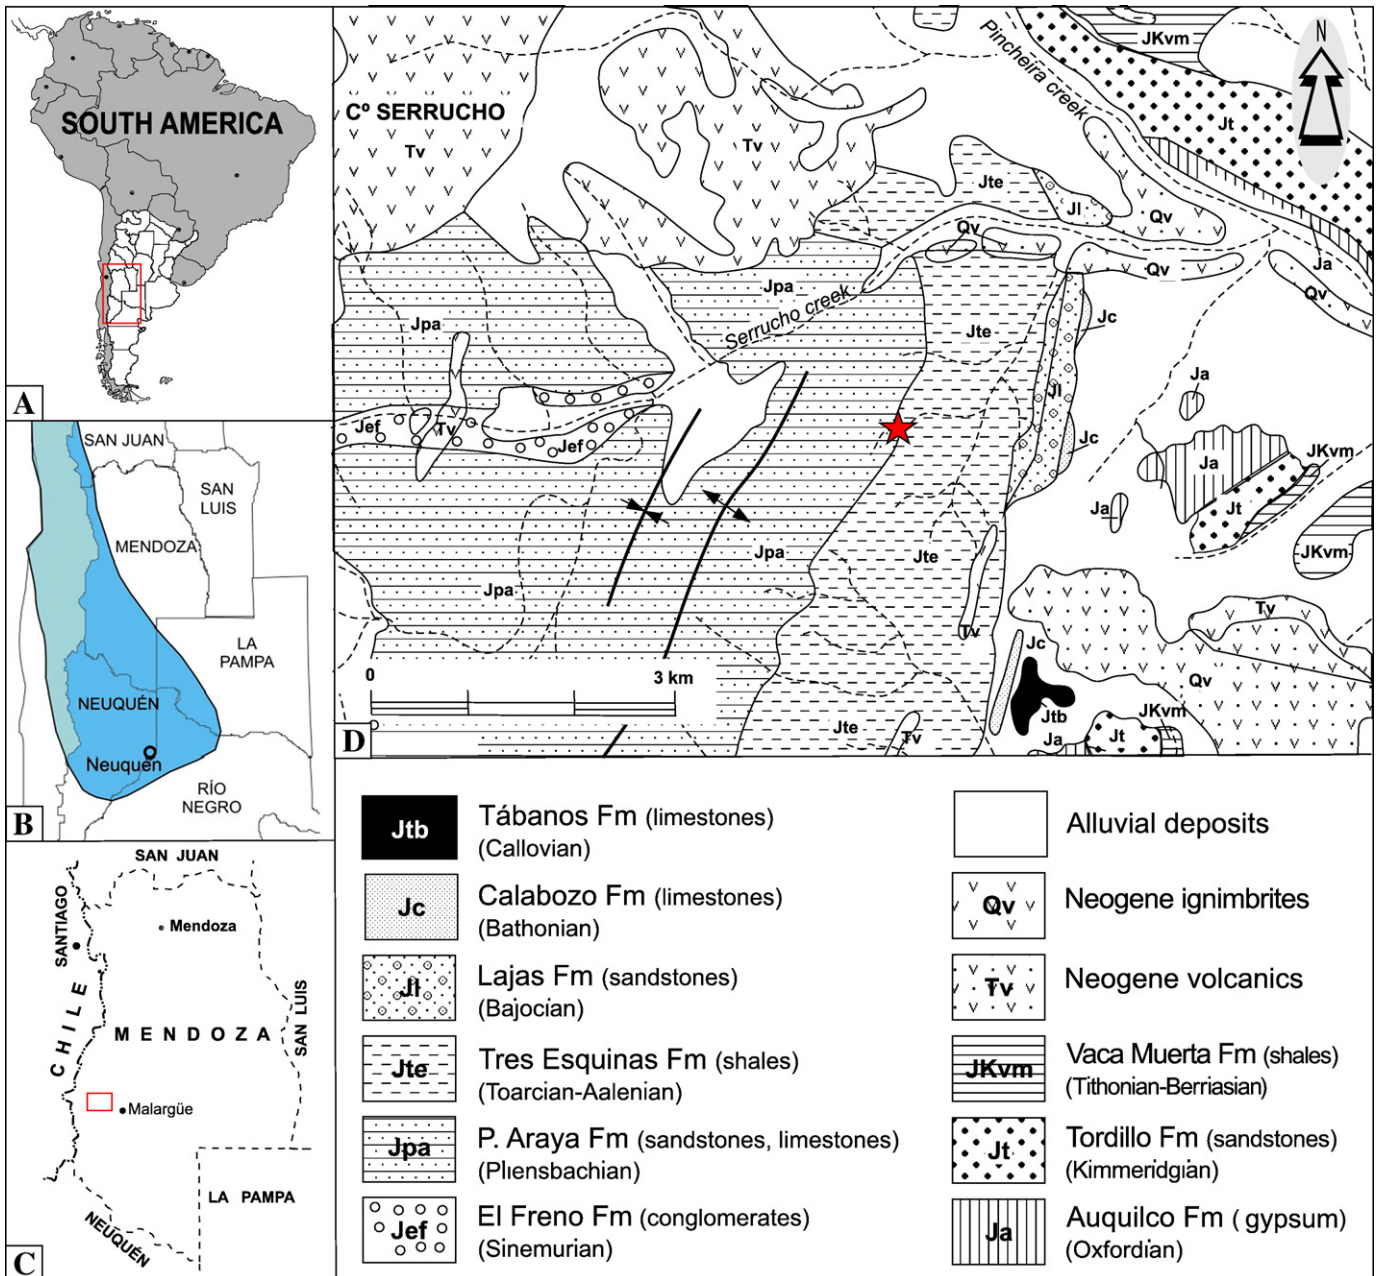 SOUTH AMERICA
A
SAN JUAN
SAN
LUIS
MENDOZA
LA
PAMPA
NEUQUÉN
Neuquén
RÍO
NEGRO
B
SAN JUAN
SANTIAGO
Mendoza
CHILE
MENDOZA
SAN LUIS
Malargüe
LA PAMPA
NEUQUÉN
C
Pincheira creek
JKvm
N
Cº SERRUCHO
Tv
Tv
Jt
Jte
Jl
Qv
Qv
Ja
Qv
Qv
Jpa
Serrucho creek
Jpa
Jte
Jc
Ja
Jl
Jef
Tv
Jef
Jc
JKvm
Ja
Ja
Jt
JKvm
Jpa
Jte
Jpa
Tv
Tv
Jc
Qv
0
3 km
Jtb
JKvm
Jte
Tv
Ja
Jt
D
Jtb
Tábanos Fm (limestones)
(Callovian)
Jc
Calabozo Fm (limestones)
(Bathonian)
Jl
Lajas Fm (sandstones)
(Bajocian)
Jte
Tres Esquinas Fm (shales)
(Toarcian-Aalenian)
Jpa
P. Araya Fm (sandstones, limestones)
(Pliensbachian)
Jef
El Freno Fm (conglomerates)
(Sinemurian)
Alluvial deposits
Qv
Neogene ignimbrites
Tv
Neogene volcanics
JKvm
Vaca Muerta Fm (shales)
(Tithonian-Berriasian)
Jt
Tordillo Fm (sandstones)
(Kimmeridgian)
Ja
Auquilco Fm ( gypsum)
(Oxfordian)